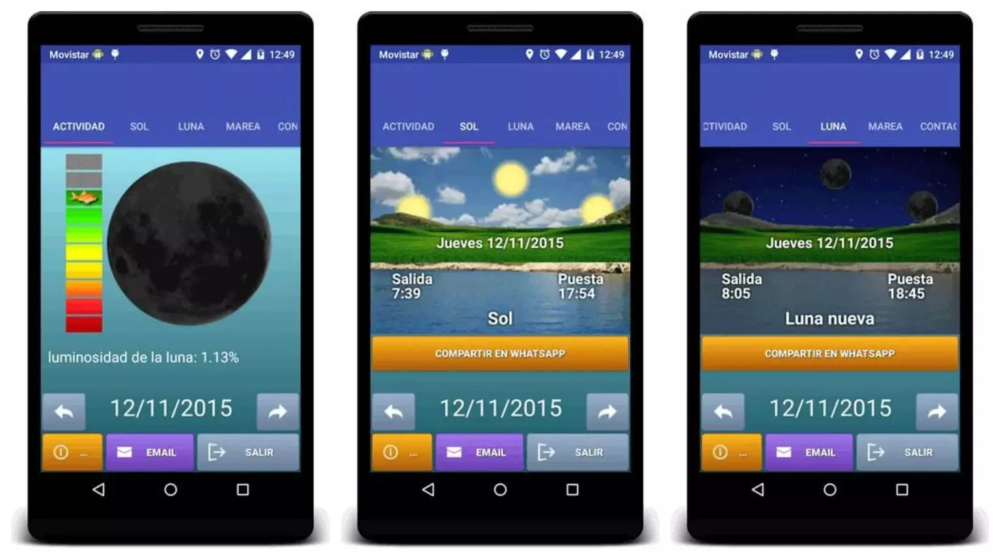 Movistar 12:49
ACTIVIDAD SOL LUNA MAREA CON
luminosidad de la luna: 1.13%
12/11/2015
... EMAIL SALIR
Movistar 12:49
ACTIVIDAD SOL LUNA MAREA CON
Jueves 12/11/2015
Salida Puesta
7:39 17:54
Sol
COMPARTIR EN WHATSAPP
12/11/2015
... EMAIL SALIR
Movistar 12:49
CTIVIDAD SOL LUNA MAREA CONTAC
Jueves 12/11/2015
Salida Puesta
8:05 18:45
Luna nueva
COMPARTIR EN WHATSAPP
12/11/2015
... EMAIL SALIR